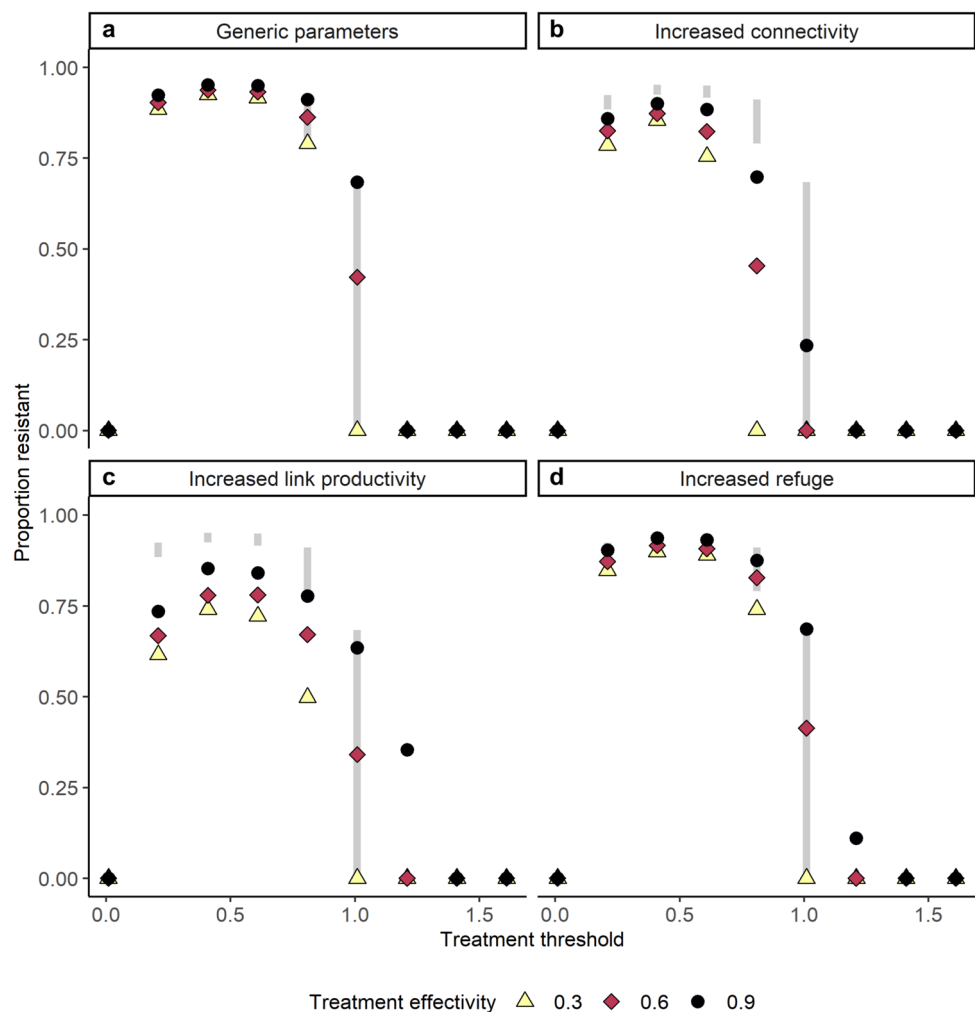 a Generic parameters
b Increased connectivity
1.00
0.75
0.50
0.25
0.00
c Increased link productivity
d Increased refuge
1.00
0.75
0.50
0.25
0.00
Proportion resistant
0.0 0.5 1.0 1.5
0.0 0.5 1.0 1.5
Treatment threshold
Treatment effectivity 0.3 0.6 0.9